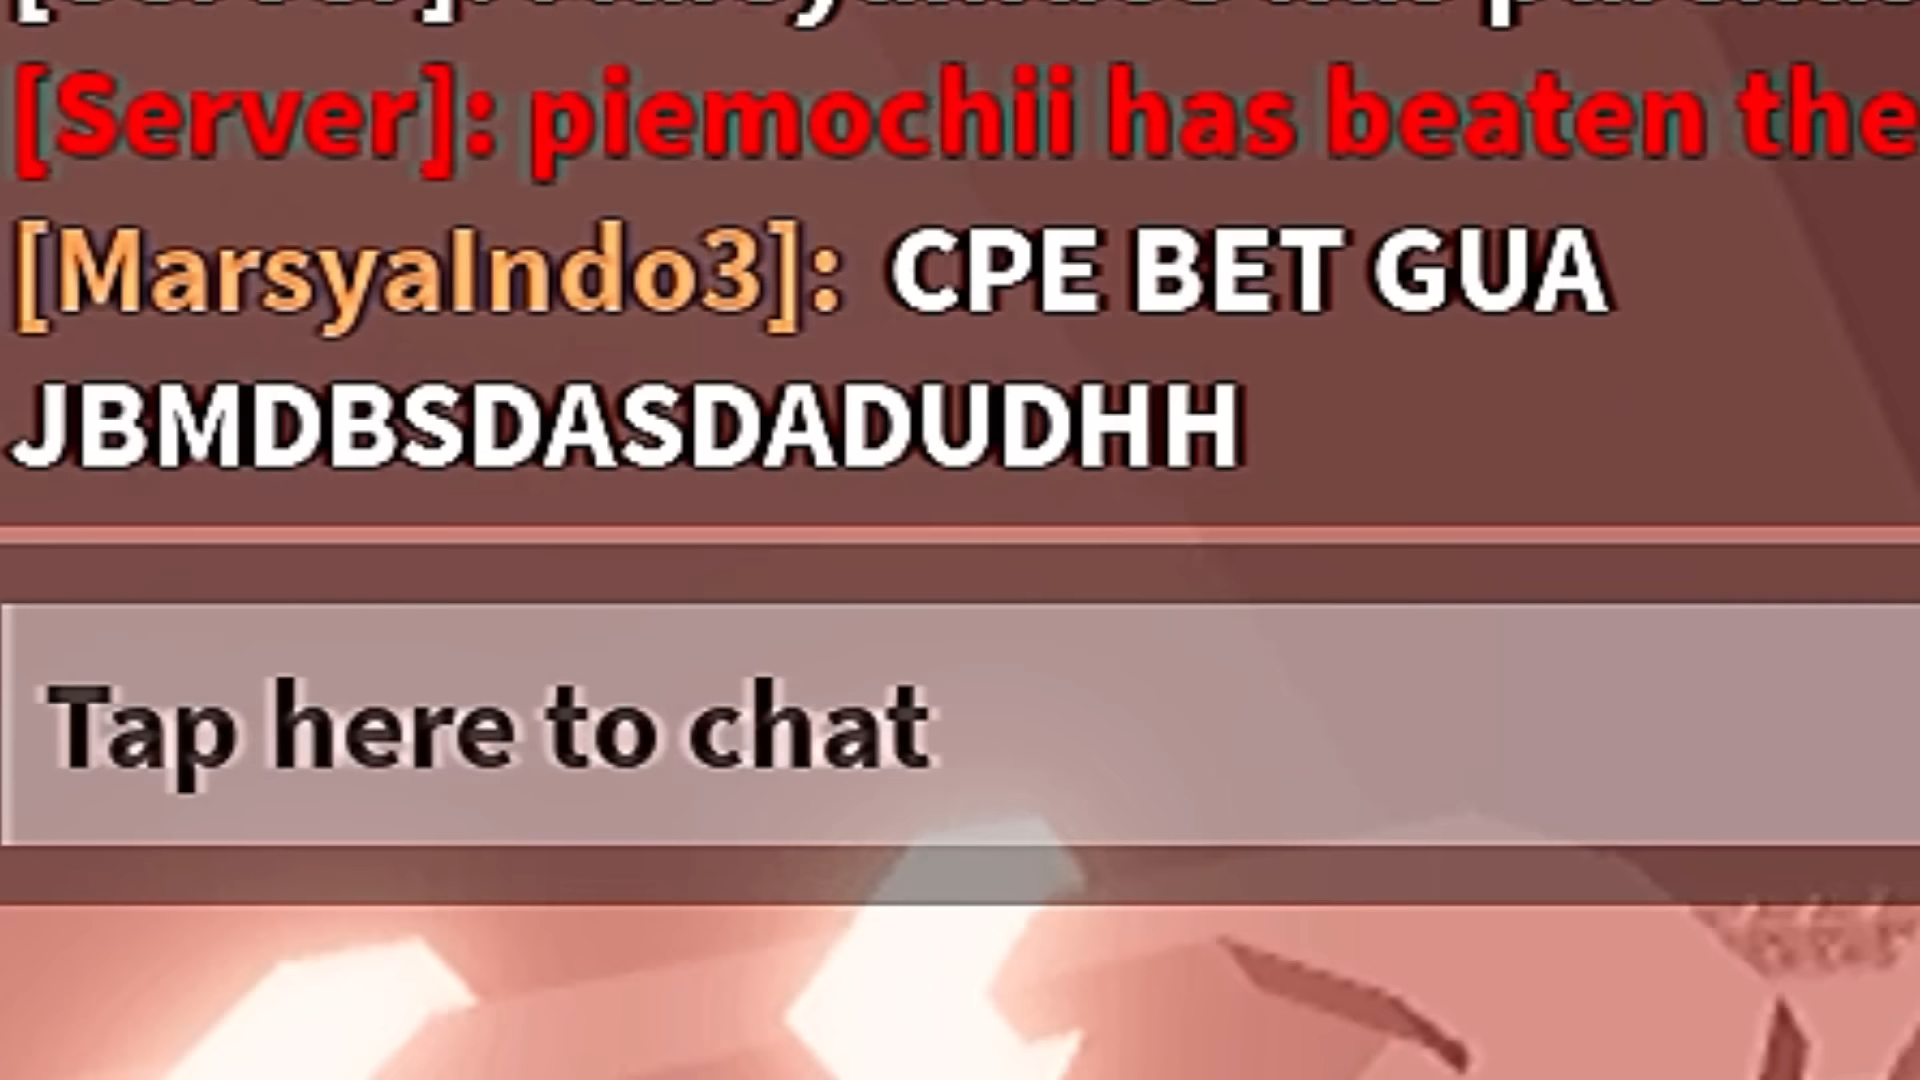 [Server]: piemochii has beaten the
[MarsyaIndo3]: CPE BET GUA
JBMDBSDASDADUDHH
Tap here to chat